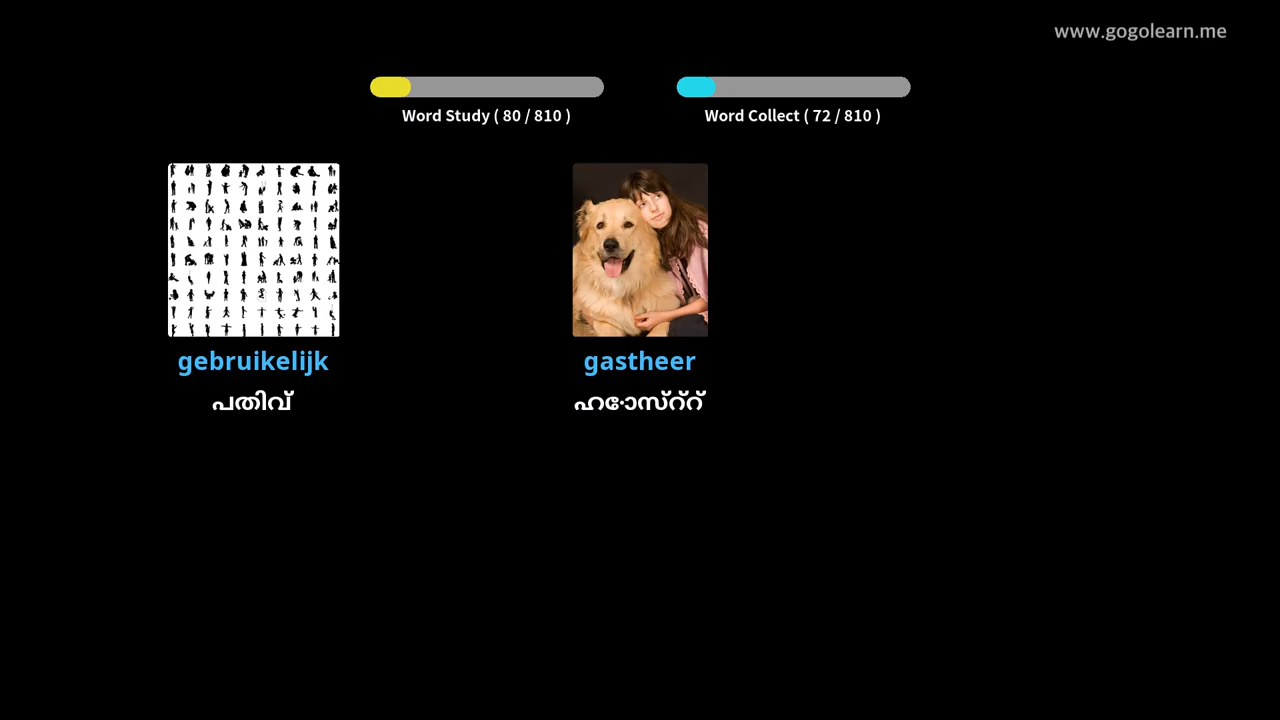 www.gogolearn.me
Word Study ( 80 / 810 )
Word Collect ( 72 / 810 )
gebruikelijk
gastheer
പതിവ്
ഹോസ്റ്റ്